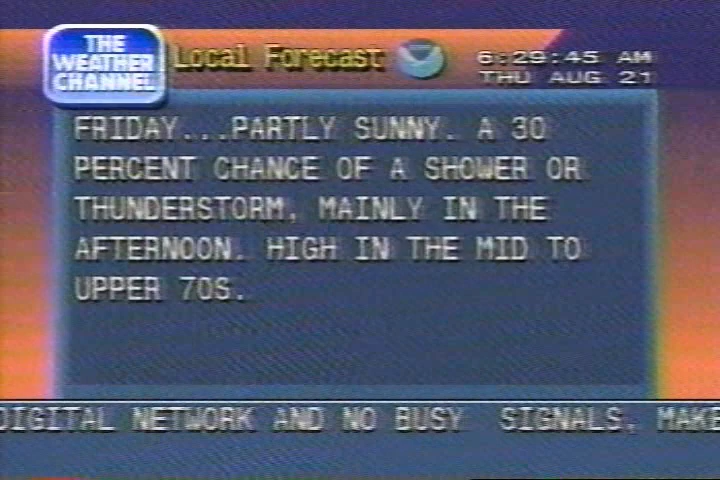 THE
WEATHER
CHANNEL
Local Forecast
6:29:45 AM
THU AUG 21
FRIDAY...PARTLY SUNNY. A 30
PERCENT CHANCE OF A SHOWER OR
THUNDERSTORM, MAINLY IN THE
AFTERNOON. HIGH IN THE MID TO
UPPER 70S.
DIGITAL NETWORK AND NO BUSY SIGNALS, MAKE